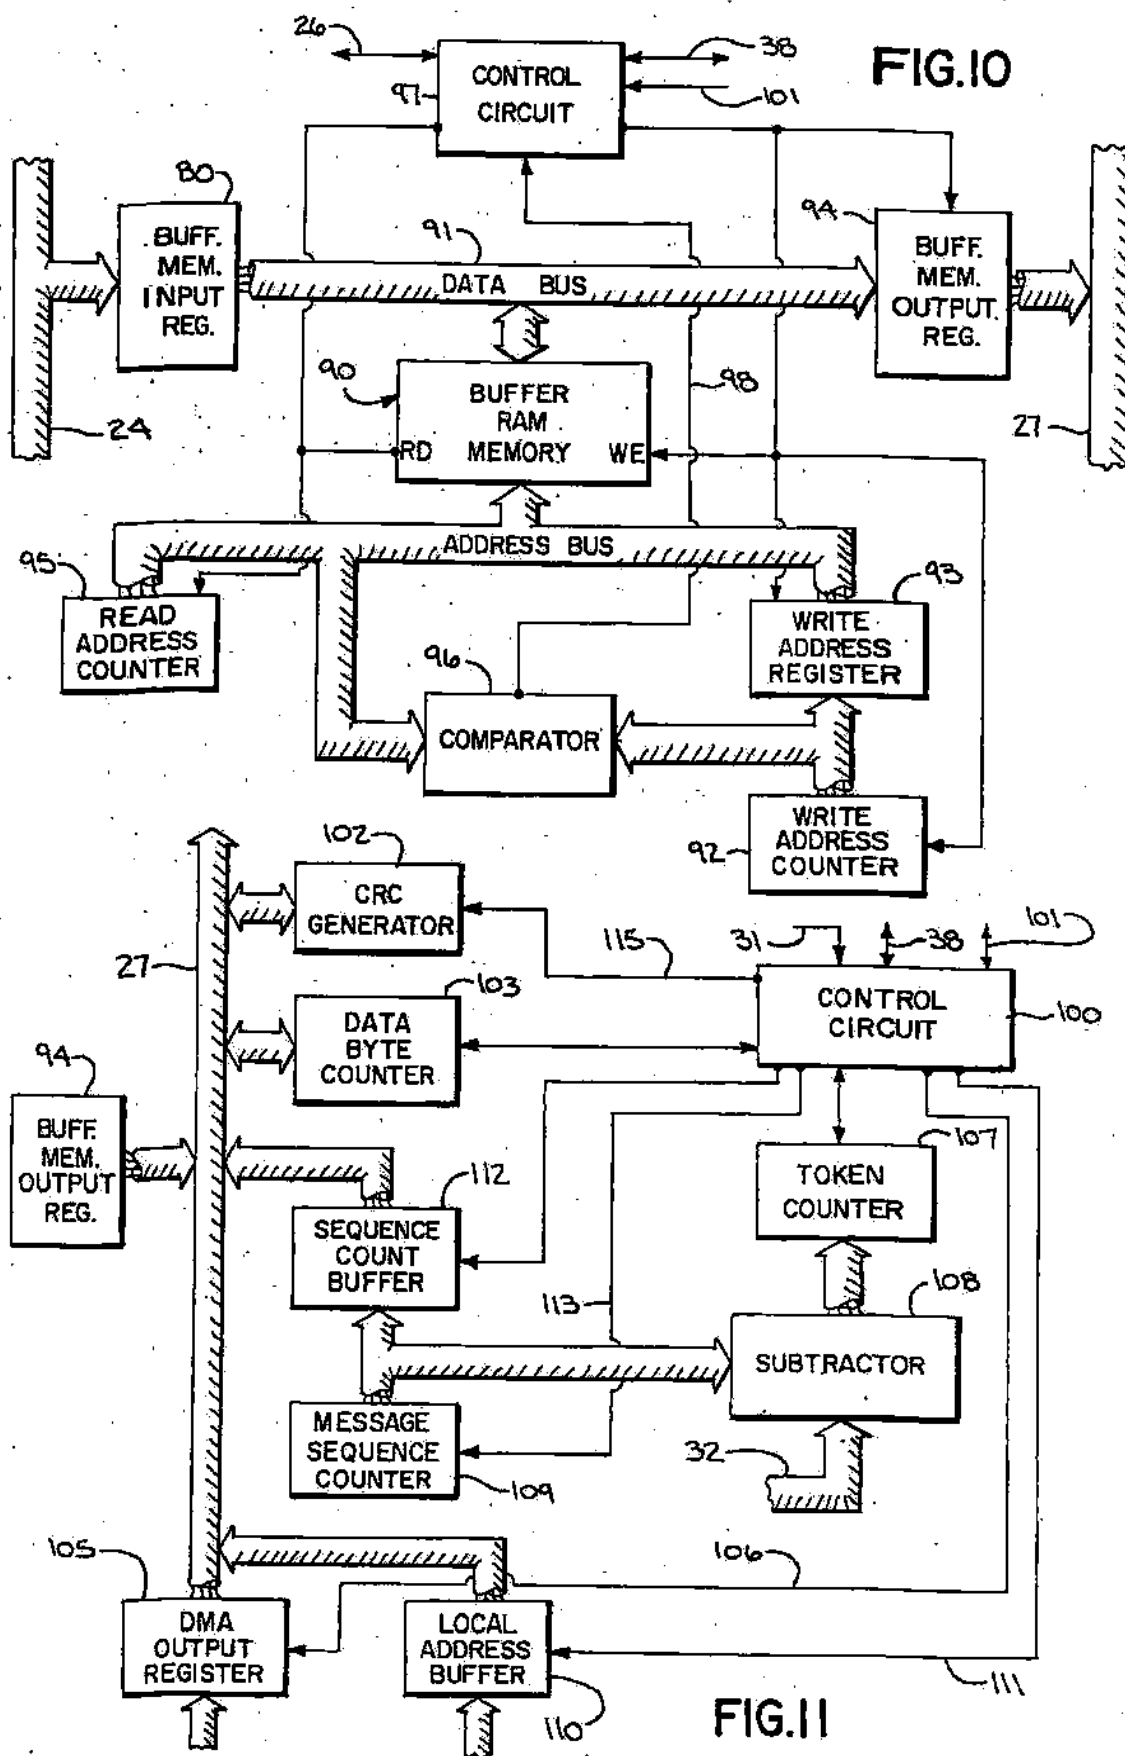 26
38
FIG.10
CONTROL
CIRCUIT
97
101
80
94
BUFF.
MEM.
INPUT
REG.
91
DATA BUS
BUFF.
MEM.
OUTPUT
REG.
90
BUFFER
RAM
MEMORY
RD
WE
98
24
27
ADDRESS BUS
95
READ
ADDRESS
COUNTER
93
WRITE
ADDRESS
REGISTER
96
COMPARATOR
92
WRITE
ADDRESS
COUNTER
102
CRC
GENERATOR
115
31
38
101
27
103
DATA
BYTE
COUNTER
CONTROL
CIRCUIT
100
94
BUFF.
MEM.
OUTPUT
REG.
107
TOKEN
COUNTER
112
SEQUENCE
COUNT
BUFFER
113
108
SUBTRACTOR
MESSAGE
SEQUENCE
COUNTER
109
32
105
106
DMA
OUTPUT
REGISTER
LOCAL
ADDRESS
BUFFER
110
111
FIG.11